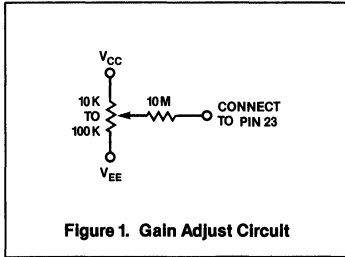 VCC
10K
TO
100K
10M
CONNECT
TO PIN 23
VEE
Figure 1. Gain Adjust Circuit